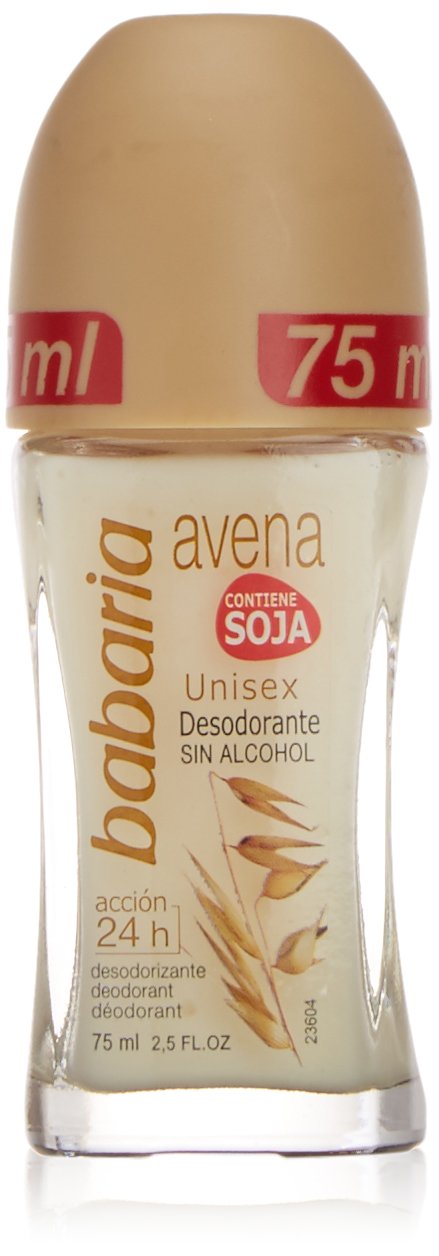 ml
75 m
babaria
avena
CONTIENE
SOJA
Unisex
Desodorante
SIN ALCOHOL
acción
24 h
desodorizante
deodorant
déodorant
75 ml 2,5 FL.OZ
23604